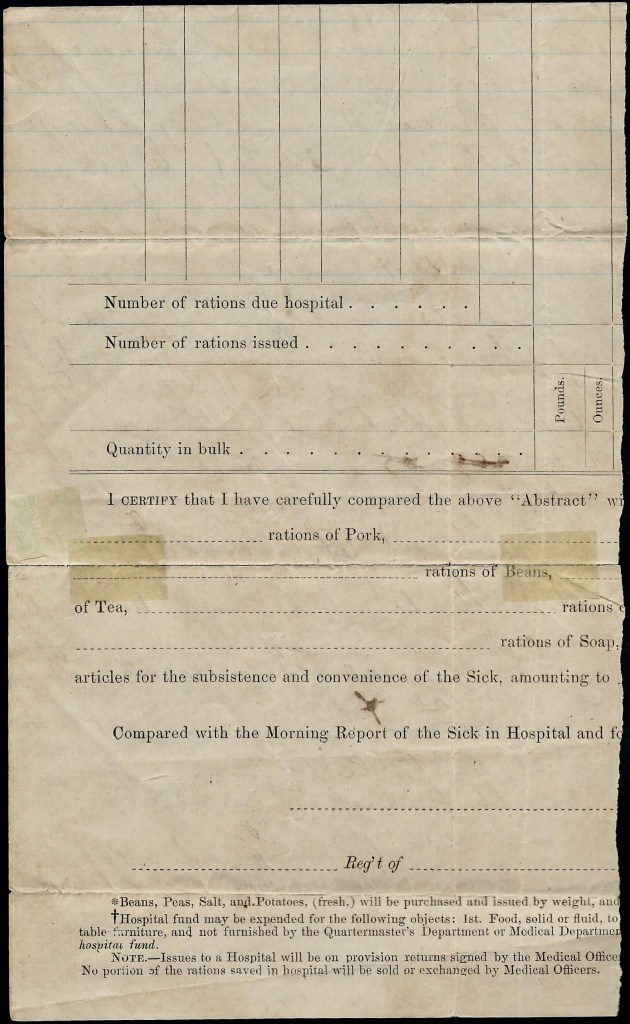 Number of rations due hospital . . . . . .
Number of rations issued . . . . . . . . . .
Pounds.
Ounces.
Quantity in bulk . . . . . . . . . . . .
I CERTIFY that I have carefully compared the above "Abstract" wi
rations of Pork,
rations of Beans,
of Tea, rations
rations of Soap,
articles for the subsistence and convenience of the Sick, amounting to
Compared with the Morning Report of the Sick in Hospital and fo
Reg't of
*Beans, Peas, Salt, and Potatoes, (fresh,) will be purchased and issued by weight, and
†Hospital fund may be expended for the following objects: 1st. Food, solid or fluid, to
table furniture, and not furnished by the Quartermaster's Department or Medical Departmen
hospital fund.
NOTE.—Issues to a Hospital will be on provision returns signed by the Medical Office
No portion of the rations saved in hospital will be sold or exchanged by Medical Officers.